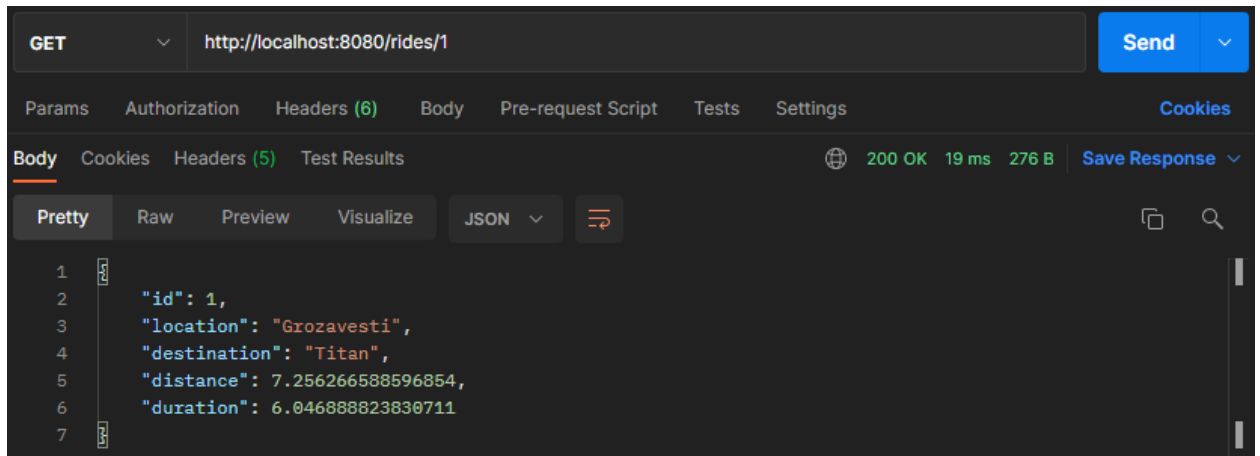 GET http://localhost:8080/rides/1 Send
Params Authorization Headers (6) Body Pre-request Script Tests Settings Cookies
Body Cookies Headers (5) Test Results 200 OK 19 ms 276 B Save Response
Pretty Raw Preview Visualize JSON
1 {
2 "id": 1,
3 "location": "Grozavesti",
4 "destination": "Titan",
5 "distance": 7.256266588596854,
6 "duration": 6.046888823830711
7 }